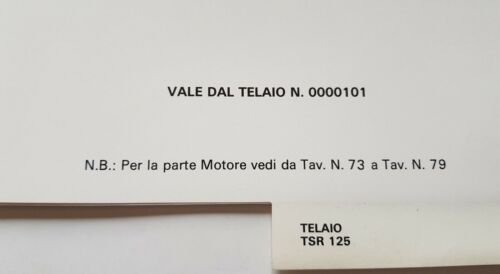 VALE DAL TELAIO N. 0000101
N.B.: Per la parte Motore vedi da Tav. N. 73 a Tav. N. 79
TELAIO
TSR 125